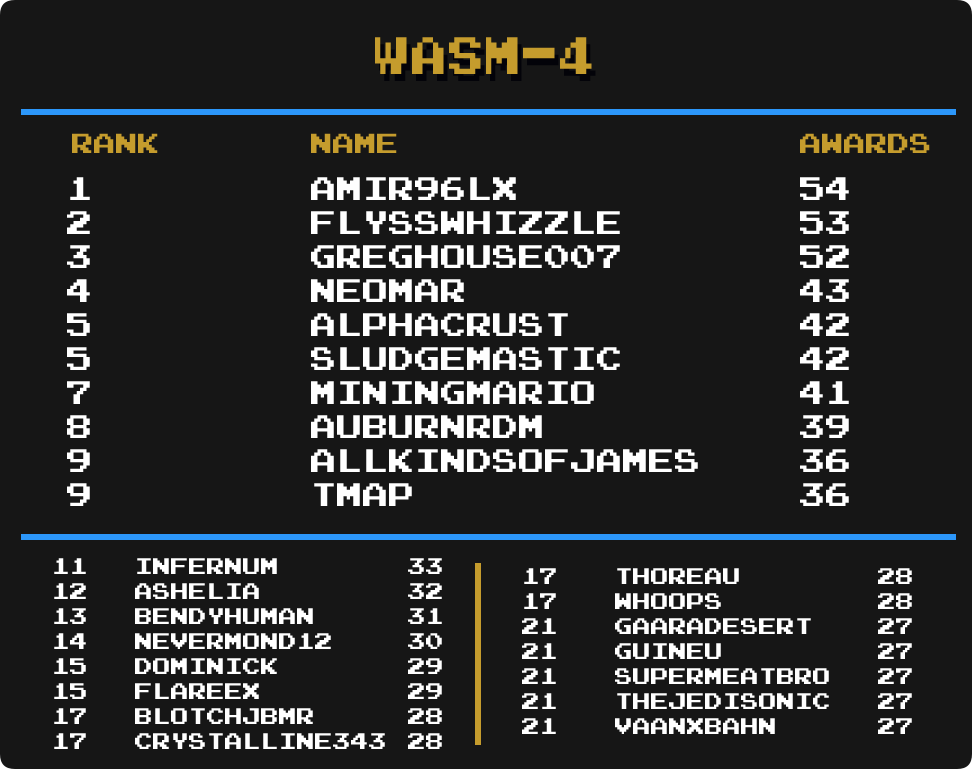 WASM-4
RANK NAME AWARDS
1 AMIR96LX 54
2 FLYSSWHIZZLE 53
3 GREGHOUSE007 52
4 NEOMAR 43
5 ALPHACRUST 42
5 SLUDGEMASTIC 42
7 MININGMARIO 41
8 AUBURNRDM 39
9 ALLKINDSOFJAMES 36
9 TMAP 36
11 INFERNUM 33
12 ASHELIA 32
13 BENDYHUMAN 31
14 NEVERMOND12 30
15 DOMINICK 29
15 FLAREEX 29
17 BLOTCHJBMR 28
17 CRYSTALLINE343 28
17 THOREAU 28
17 WHOOPS 28
21 GAARADESERT 27
21 GUINEU 27
21 SUPERMEATBRO 27
21 THEJEDISONIC 27
21 VAANXBAHN 27